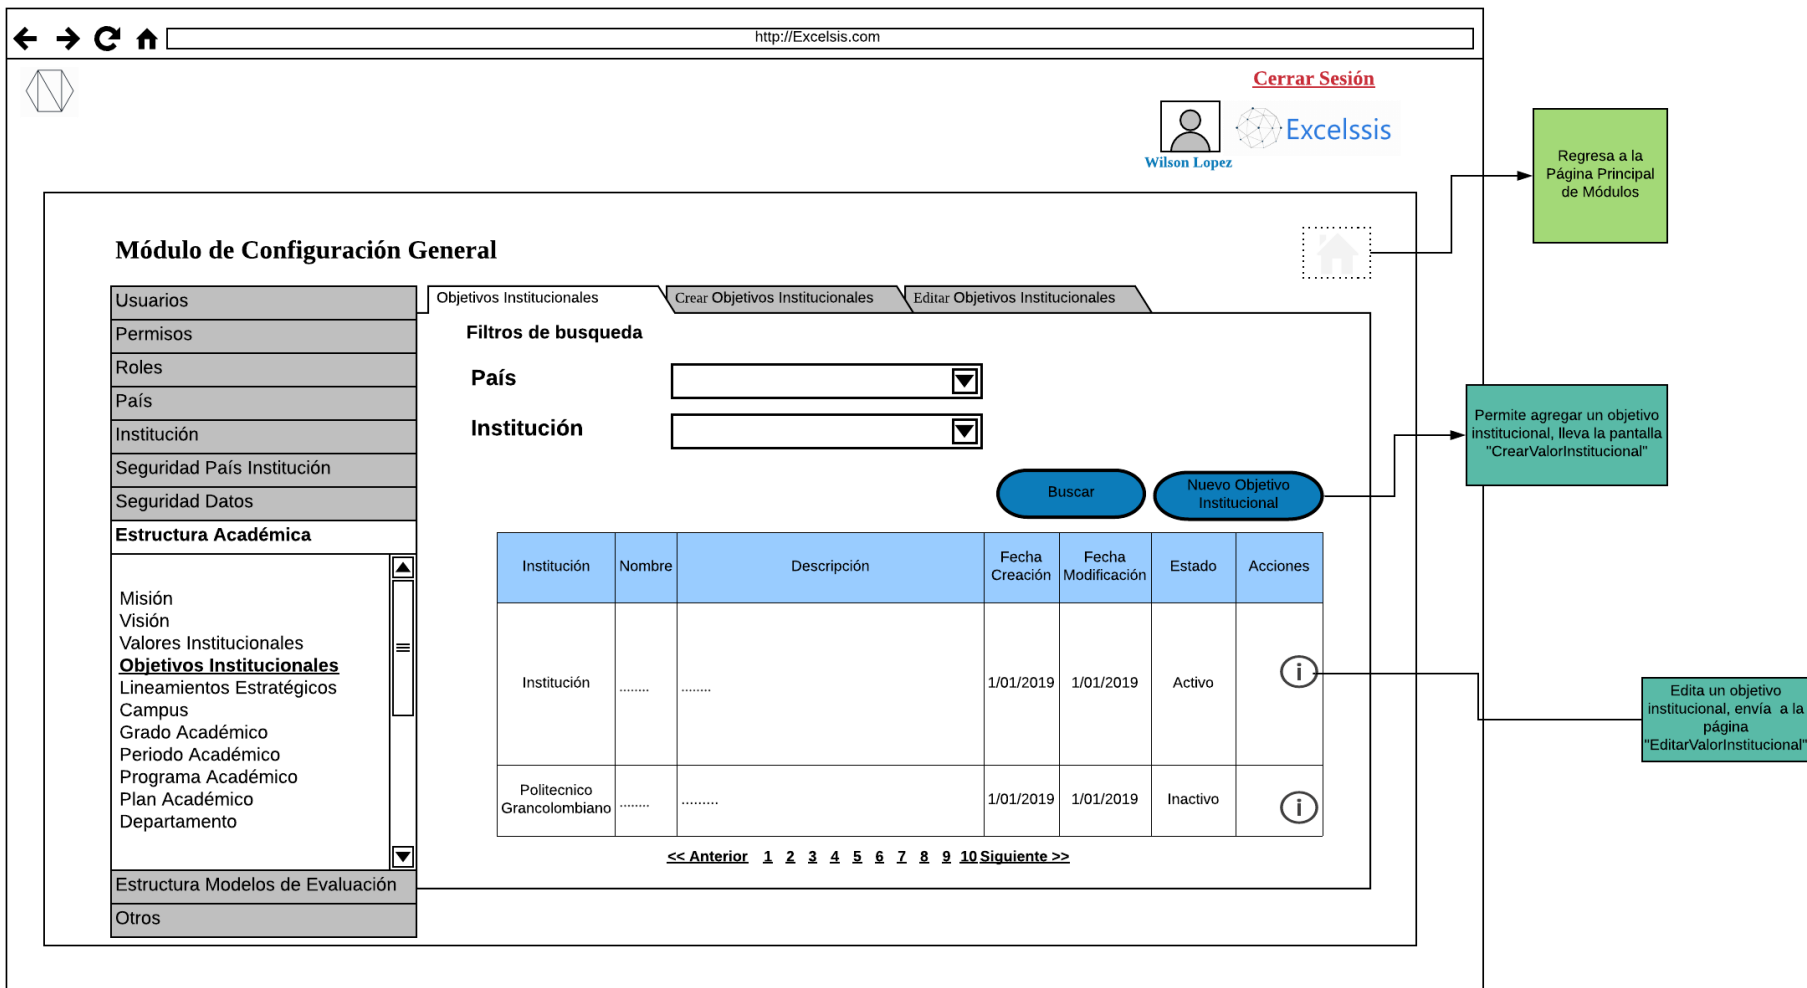 http://Excelsis.com
Cerrar Sesión
Excelssis
Wilson Lopez
Regresa a la
Página Principal
de Módulos
Módulo de Configuración General
Usuarios
Permisos
Roles
País
Institución
Seguridad País Institución
Seguridad Datos
Estructura Académica
Misión
Visión
Valores Institucionales
Objetivos Institucionales
Lineamientos Estratégicos
Campus
Grado Académico
Periodo Académico
Programa Académico
Plan Académico
Departamento
Estructura Modelos de Evaluación
Otros
Objetivos Institucionales Crear Objetivos Institucionales Editar Objetivos Institucionales
Filtros de busqueda
País
Institución
Buscar
Nuevo Objetivo
Institucional
Permite agregar un objetivo
institucional, lleva la pantalla
"CrearValorInstitucional"
Institución Nombre Descripción Fecha Creación Fecha Modificación Estado Acciones
Institución ........ ........ 1/01/2019 1/01/2019 Activo i
Politecnico
Grancolombiano ........ ......... 1/01/2019 1/01/2019 Inactivo i
<< Anterior 1 2 3 4 5 6 7 8 9 10 Siguiente >>
Edita un objetivo
institucional, envía a la
página
"EditarValorInstitucional"